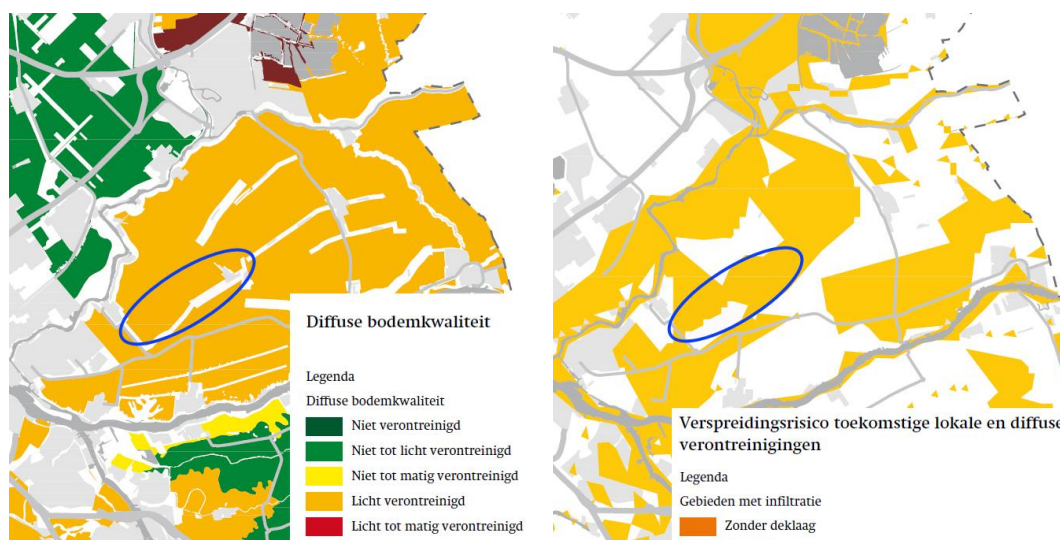 Diffuse bodemkwaliteit
Legenda
Diffuse bodemkwaliteit
Niet verontreinigd
Niet tot licht verontreinigd
Niet tot matig verontreinigd
Licht verontreinigd
Licht tot matig verontreinigd
Verspreidingsrisico toekomstige lokale en diffuse
verontreinigingen
Legenda
Gebieden met infiltratie
Zonder deklaag